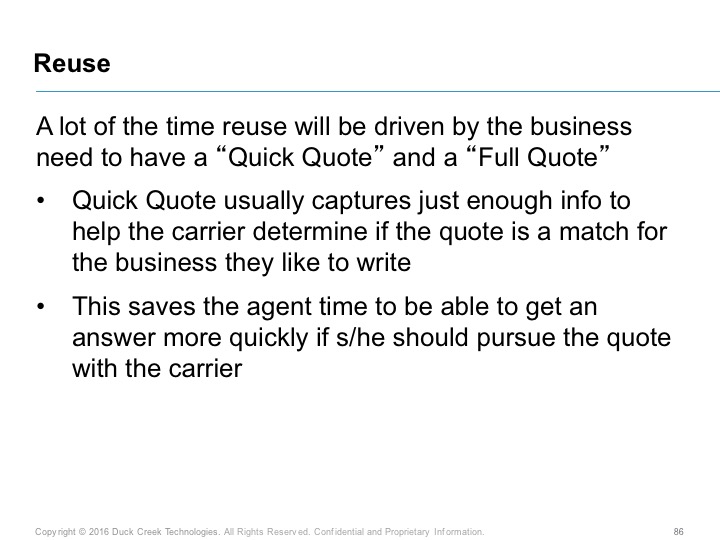 Reuse
A lot of the time reuse will be driven by the business
need to have a “Quick Quote” and a “Full Quote”
• Quick Quote usually captures just enough info to
help the carrier determine if the quote is a match for
the business they like to write
• This saves the agent time to be able to get an
answer more quickly if s/he should pursue the quote
with the carrier
Copyright © 2016 Duck Creek Technologies. All Rights Reserved. Confidential and Proprietary Information. 86